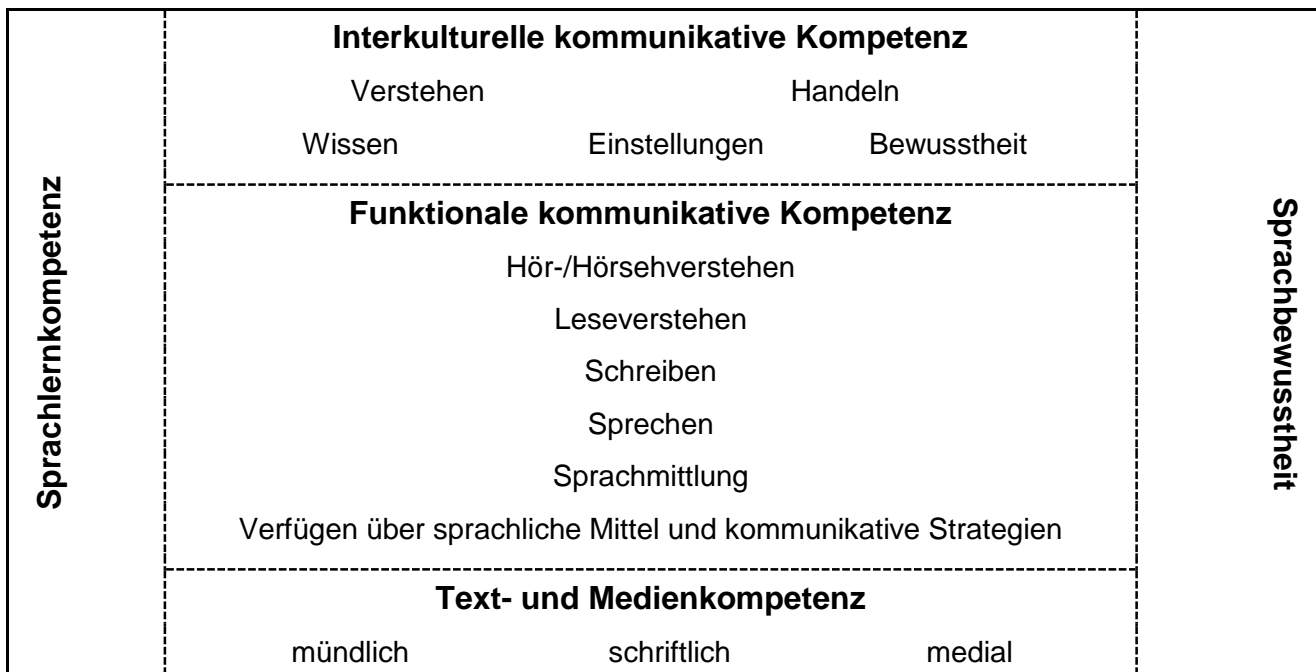 Sprachlernkompetenz
Interkulturelle kommunikative Kompetenz
Verstehen Handeln
Wissen Einstellungen Bewusstheit
Funktionale kommunikative Kompetenz
Hör-/Hörsehverstehen
Leseverstehen
Schreiben
Sprechen
Sprachmittlung
Verfügen über sprachliche Mittel und kommunikative Strategien
Text- und Medienkompetenz
mündlich schriftlich medial
Sprachbewusstheit